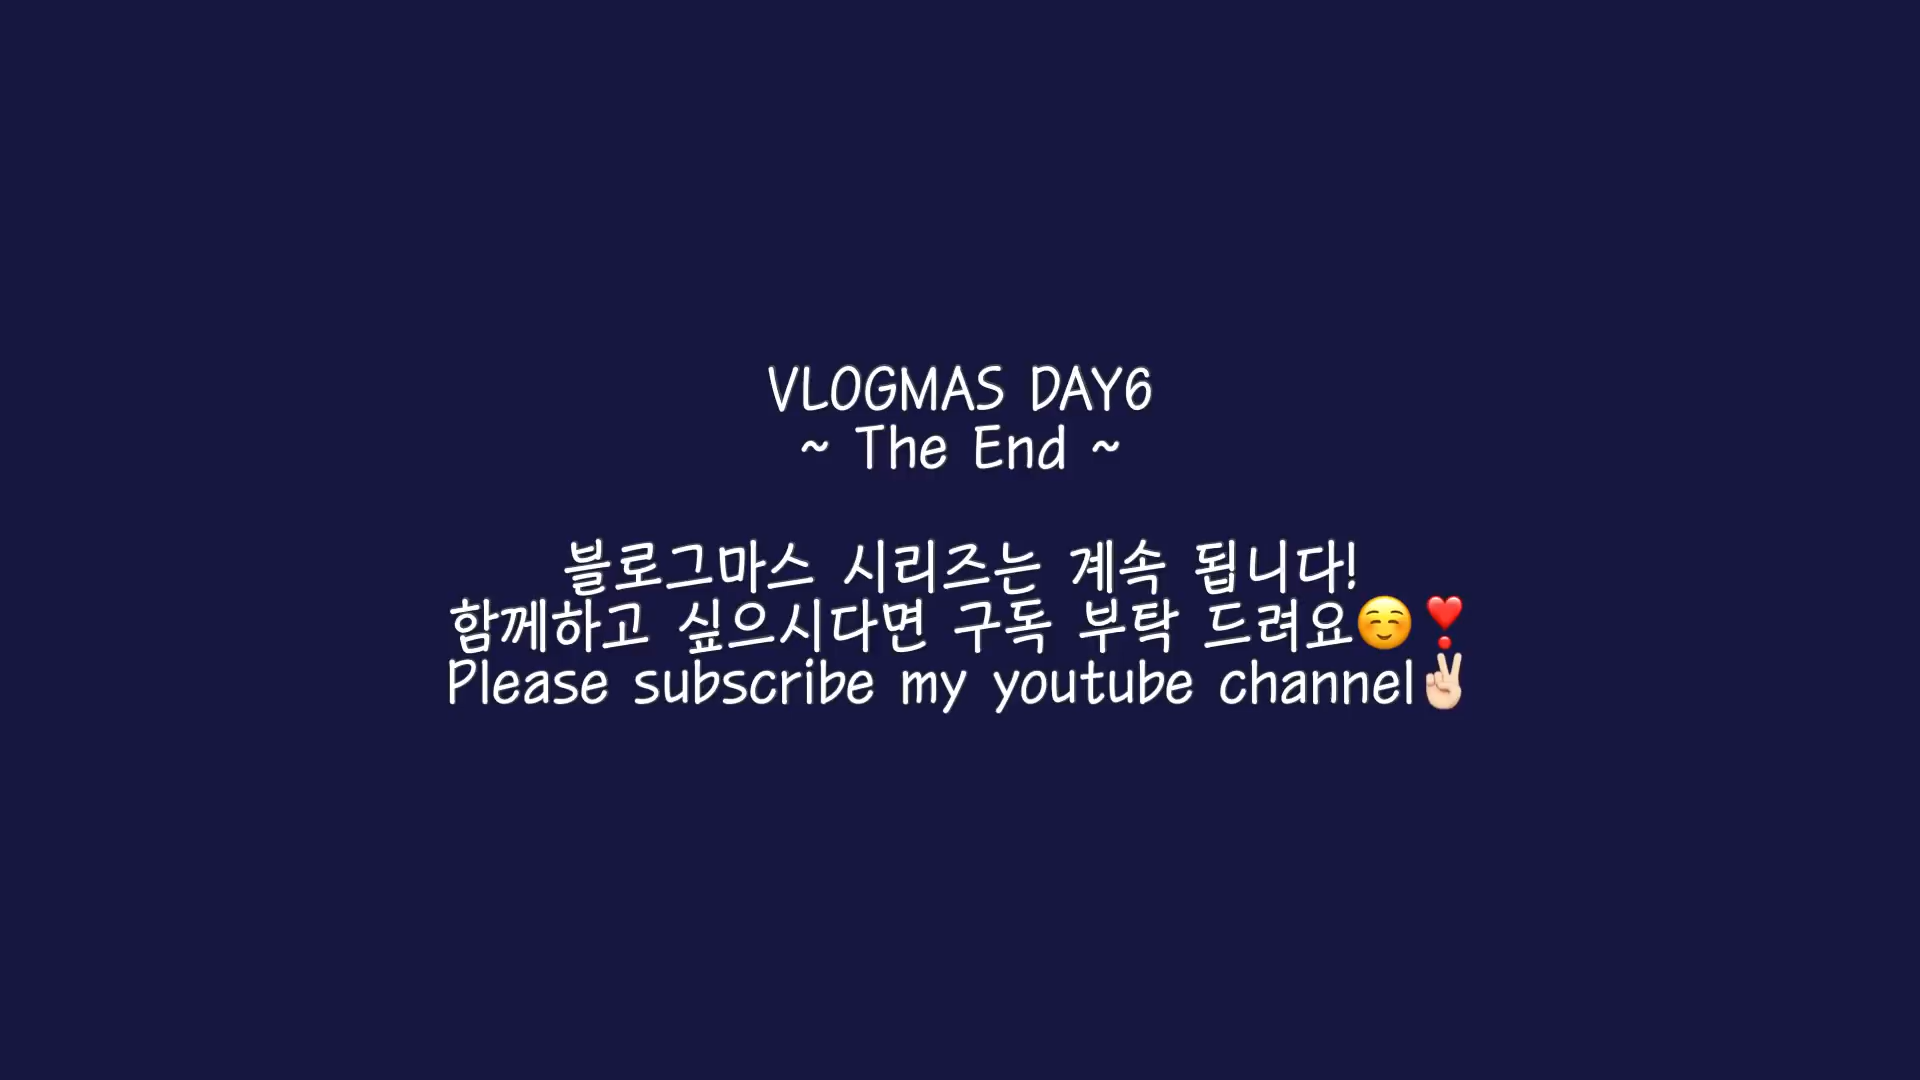 VLOGMAS DAY6
~ The End ~
블로그마스 시리즈는 계속 됩니다!
함께하고 싶으시다면 구독 부탁 드려요☺️❣️
Please subscribe my youtube channel✌🏻